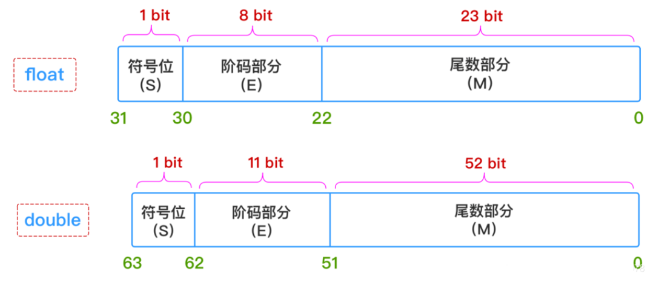 1 bit 8 bit 23 bit
float
符号位 阶码部分 尾数部分
(S) (E) (M)
31 30 22 0
1 bit 11 bit 52 bit
double
符号位 阶码部分 尾数部分
(S) (E) (M)
63 62 51 0